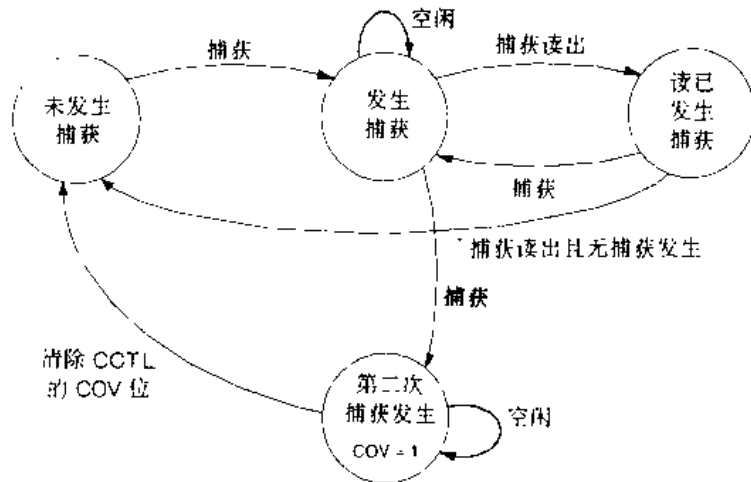 空闲
捕获
捕获读出
未发生
捕获
发生
捕获
读已
发生
捕获
捕获
捕获读出且无捕获发生
捕获
清除 CCTL
的 COV 位
第二次
捕获发生
COV = 1
空闲